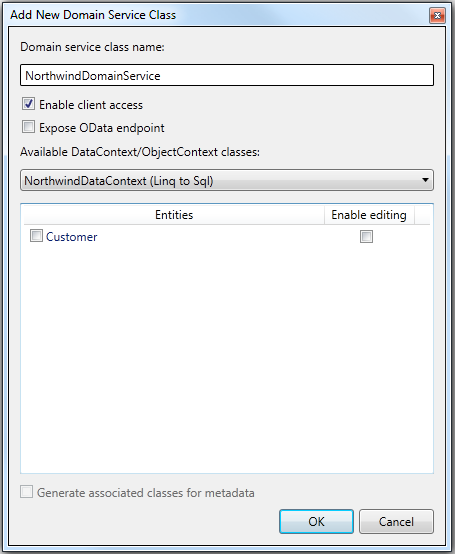 Add New Domain Service Class
Domain service class name:
NorthwindDomainService
Enable client access
Expose OData endpoint
Available DataContext/ObjectContext classes:
NorthwindDataContext (Linq to Sql)
Entities Enable editing
Customer
Generate associated classes for metadata
OK Cancel